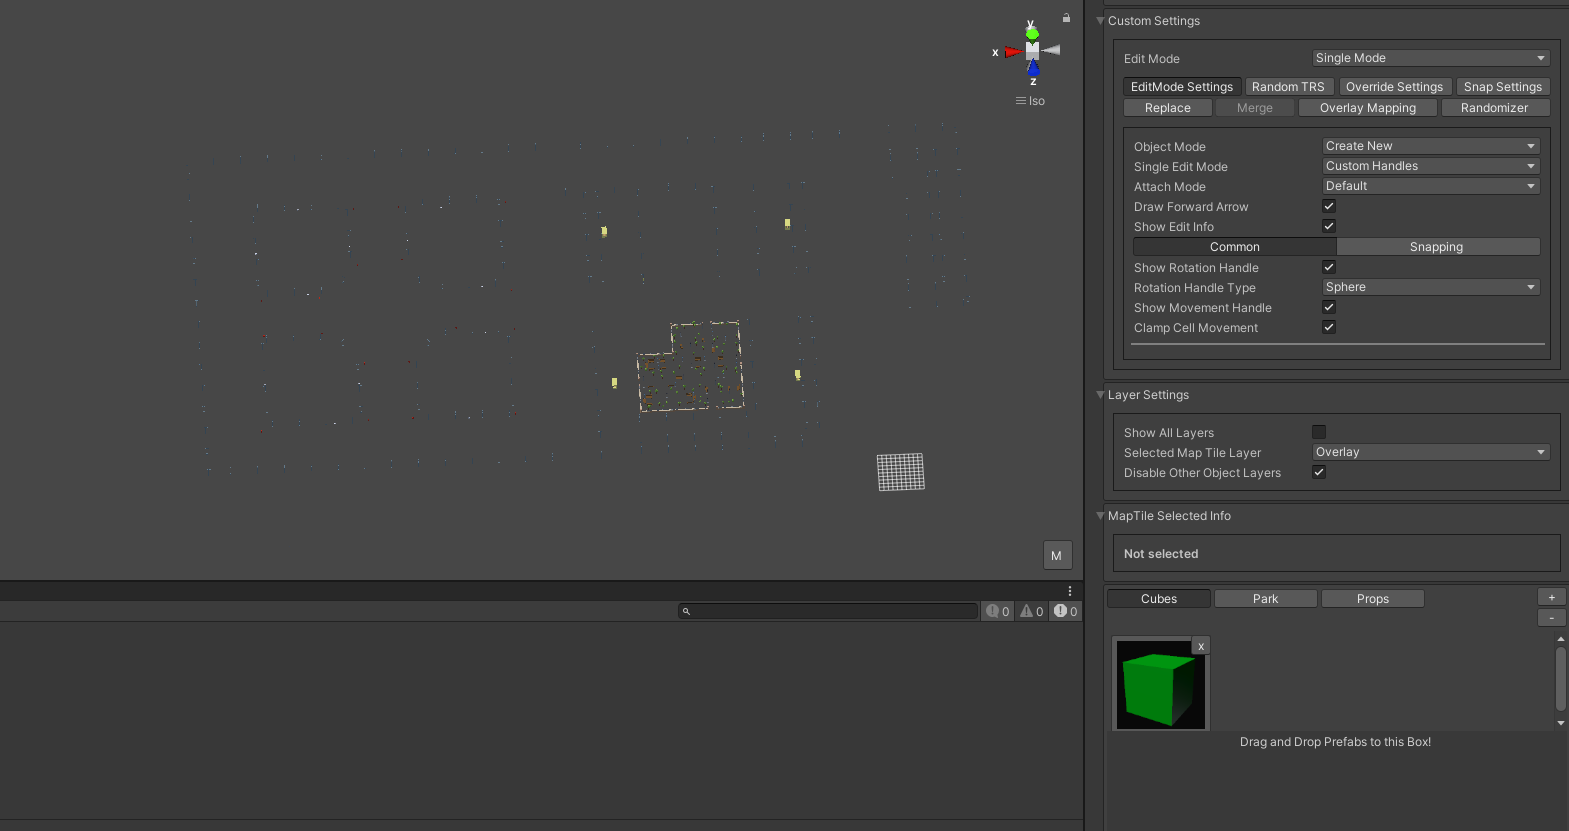 y
x
z
Iso
M
0 0 0
Custom Settings
Edit Mode Single Mode
EditMode Settings Random TRS Override Settings Snap Settings
Replace Merge Overlay Mapping Randomizer
Object Mode Create New
Single Edit Mode Custom Handles
Attach Mode Default
Draw Forward Arrow
Show Edit Info
Common Snapping
Show Rotation Handle
Rotation Handle Type Sphere
Show Movement Handle
Clamp Cell Movement
Layer Settings
Show All Layers
Selected Map Tile Layer Overlay
Disable Other Object Layers
MapTile Selected Info
Not selected
Cubes Park Props +
-
x
Drag and Drop Prefabs to this Box!